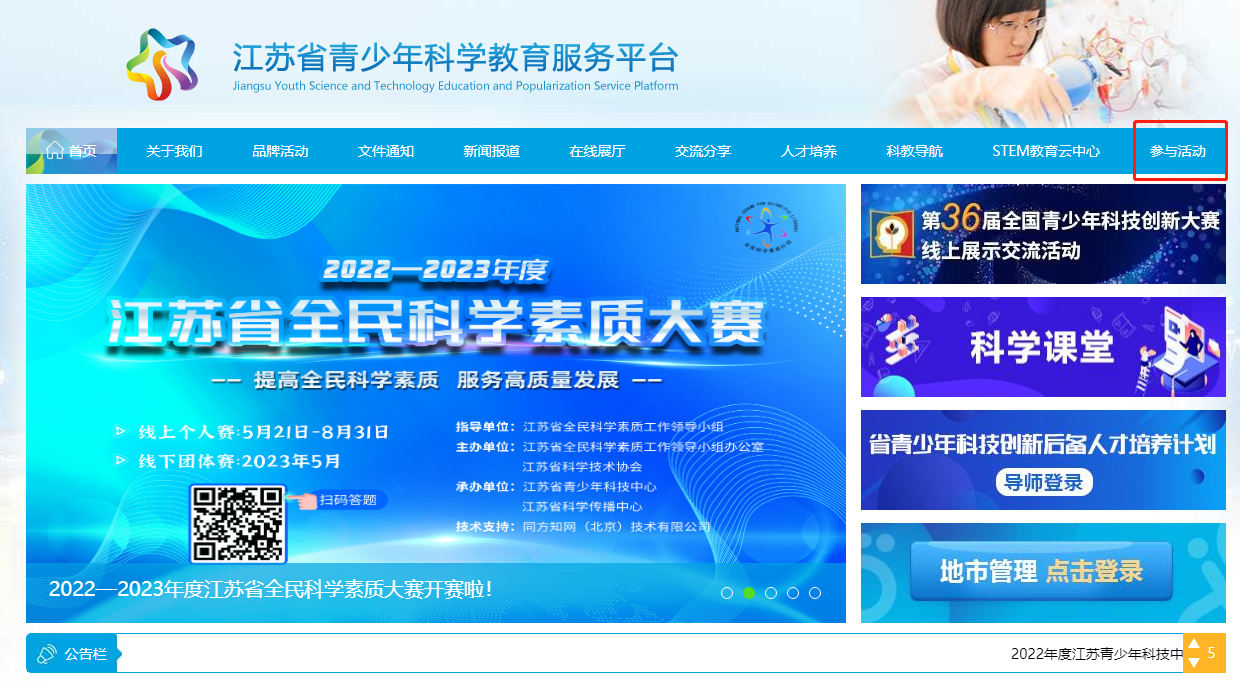 江苏省青少年科学教育服务平台
Jiangsu Youth Science and Technology Education and Popularization Service Platform
首页 关于我们 品牌活动 文件通知 新闻报道 在线展厅 交流分享 人才培养 科教导航 STEM教育云中心 参与活动
2022—2023年度
江苏省全民科学素质大赛
—— 提高全民科学素质 服务高质量发展 ——
线上个人赛:5月21日-8月31日
线下团体赛:2023年5月
扫码答题
指导单位：江苏省全民科学素质工作领导小组
主办单位：江苏省全民科学素质工作领导小组办公室
江苏省科学技术协会
承办单位：江苏省青少年科技中心
江苏省科学传播中心
技术支持：同方知网（北京）技术有限公司
2022—2023年度江苏省全民科学素质大赛开赛啦！
第36届全国青少年科技创新大赛
线上展示交流活动
科学课堂
省青少年科技创新后备人才培养计划
导师登录
地市管理 点击登录
公告栏
2022年度江苏青少年科技中
5